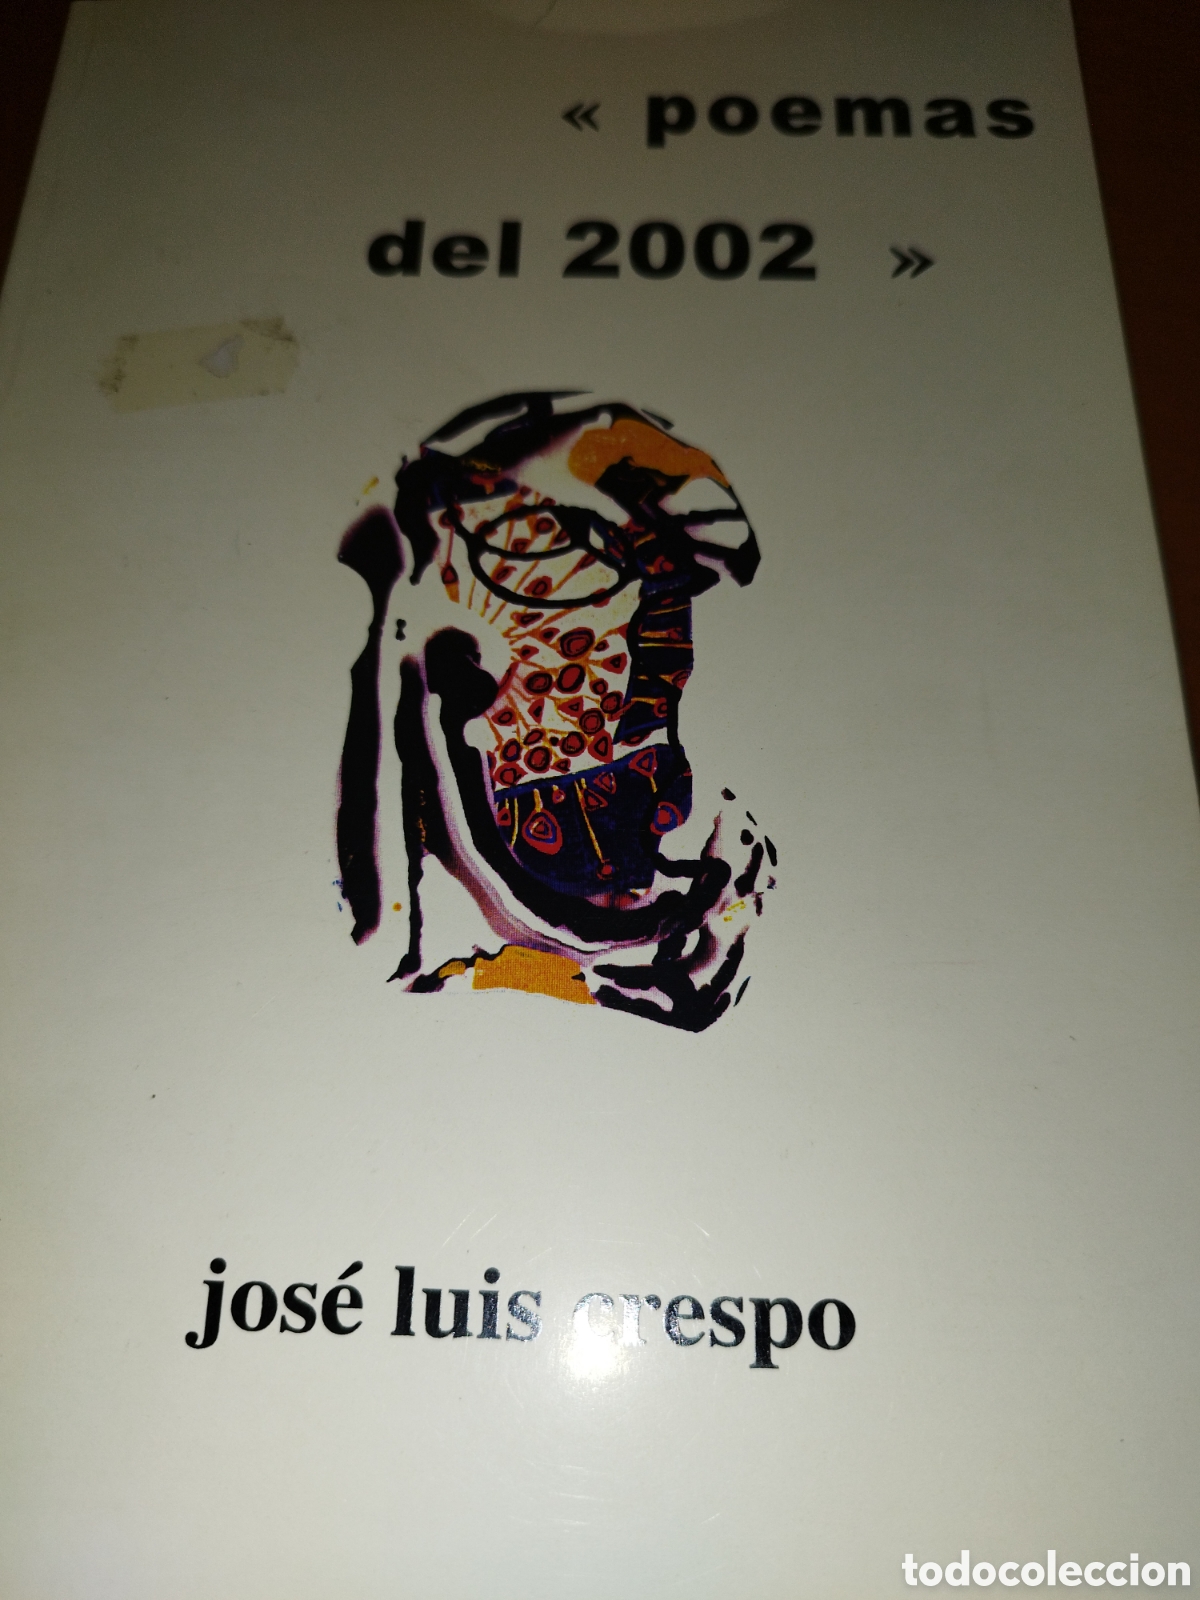 « poemas
del 2002 »
josé luis crespo
todocoleccion